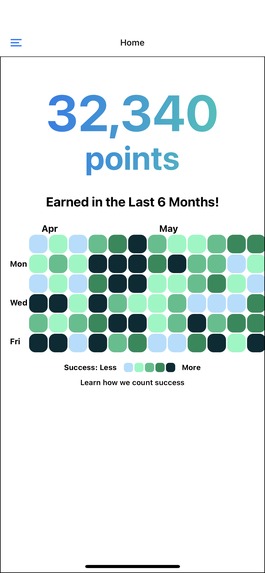 Home
32,340
points
Earned in the Last 6 Months!
Apr May
Mon
Wed
Fri
Success: Less More
Learn how we count success